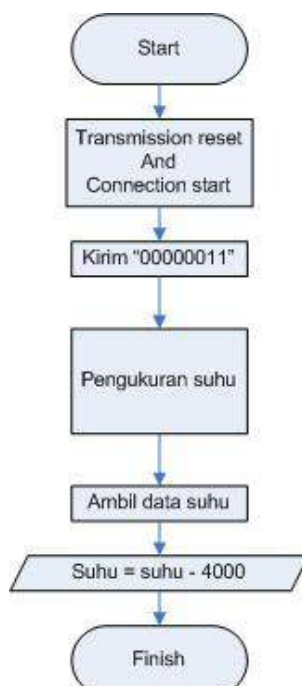 Start
Transmission reset
And
Connection start
Kirim “00000011”
Pengukuran suhu
Ambil data suhu
Suhu = suhu - 4000
Finish